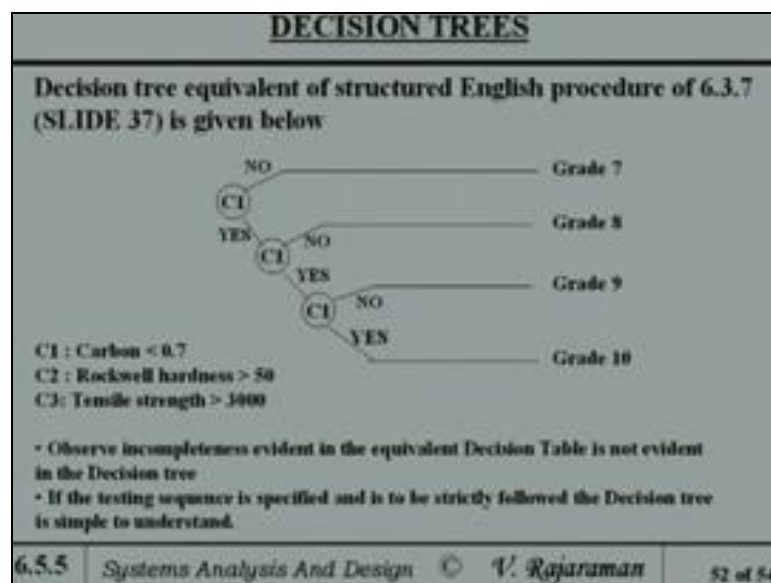 DECISION TREES
Decision tree equivalent of structured English procedure of 6.3.7
(SLIDE 37) is given below
NO
Grade 7
C1
YES
NO
Grade 8
C1
YES
NO
Grade 9
C1
YES
Grade 10
C1 : Carbon < 0.7
C2 : Rockwell hardness > 50
C3: Tensile strength > 3000
• Observe incompleteness evident in the equivalent Decision Table is not evident
in the Decision tree
• If the testing sequence is specified and is to be strictly followed the Decision tree
is simple to understand.
6.5.5 Systems Analysis And Design © V. Rajaraman 52 of 54